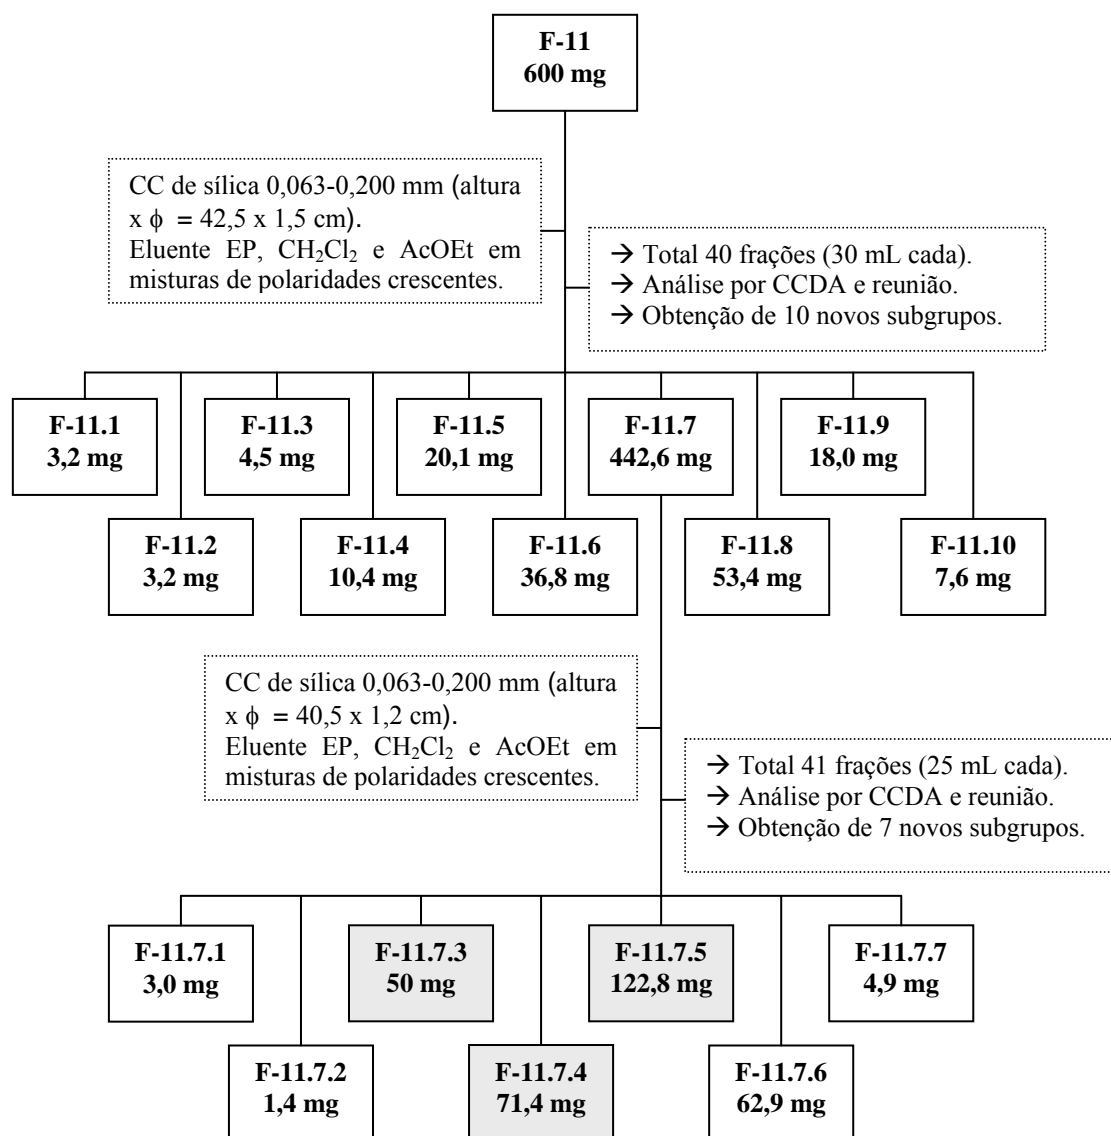 F-11
600 mg
CC de sílica 0,063-0,200 mm (altura
x ϕ = 42,5 x 1,5 cm).
Eluente EP, CH₂Cl₂ e AcOEt em
misturas de polaridades crescentes.
→ Total 40 frações (30 mL cada).
→ Análise por CCDA e reunião.
→ Obtenção de 10 novos subgrupos.
F-11.1
3,2 mg
F-11.3
4,5 mg
F-11.5
20,1 mg
F-11.7
442,6 mg
F-11.9
18,0 mg
F-11.2
3,2 mg
F-11.4
10,4 mg
F-11.6
36,8 mg
F-11.8
53,4 mg
F-11.10
7,6 mg
CC de sílica 0,063-0,200 mm (altura
x ϕ = 40,5 x 1,2 cm).
Eluente EP, CH₂Cl₂ e AcOEt em
misturas de polaridades crescentes.
→ Total 41 frações (25 mL cada).
→ Análise por CCDA e reunião.
→ Obtenção de 7 novos subgrupos.
F-11.7.1
3,0 mg
F-11.7.3
50 mg
F-11.7.5
122,8 mg
F-11.7.7
4,9 mg
F-11.7.2
1,4 mg
F-11.7.4
71,4 mg
F-11.7.6
62,9 mg